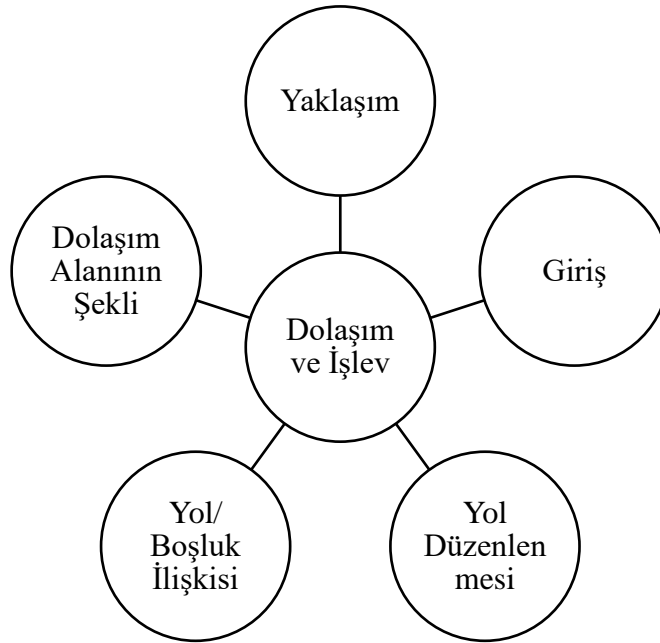 Yaklaşım
Dolaşım
Alanının
Şekli
Giriş
Dolaşım
ve İşlev
Yol/
Boşluk
İlişkisi
Yol
Düzenlen
mesi